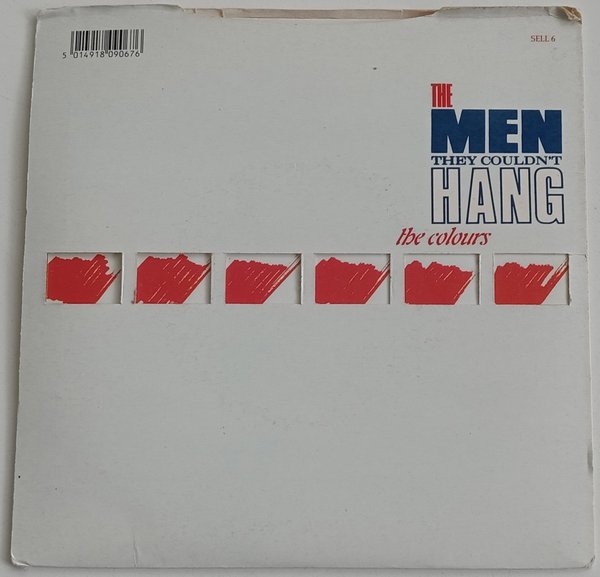 5 014918 090676
SELL 6
THE
MEN
THEY COULDN'T
HANG
the colours